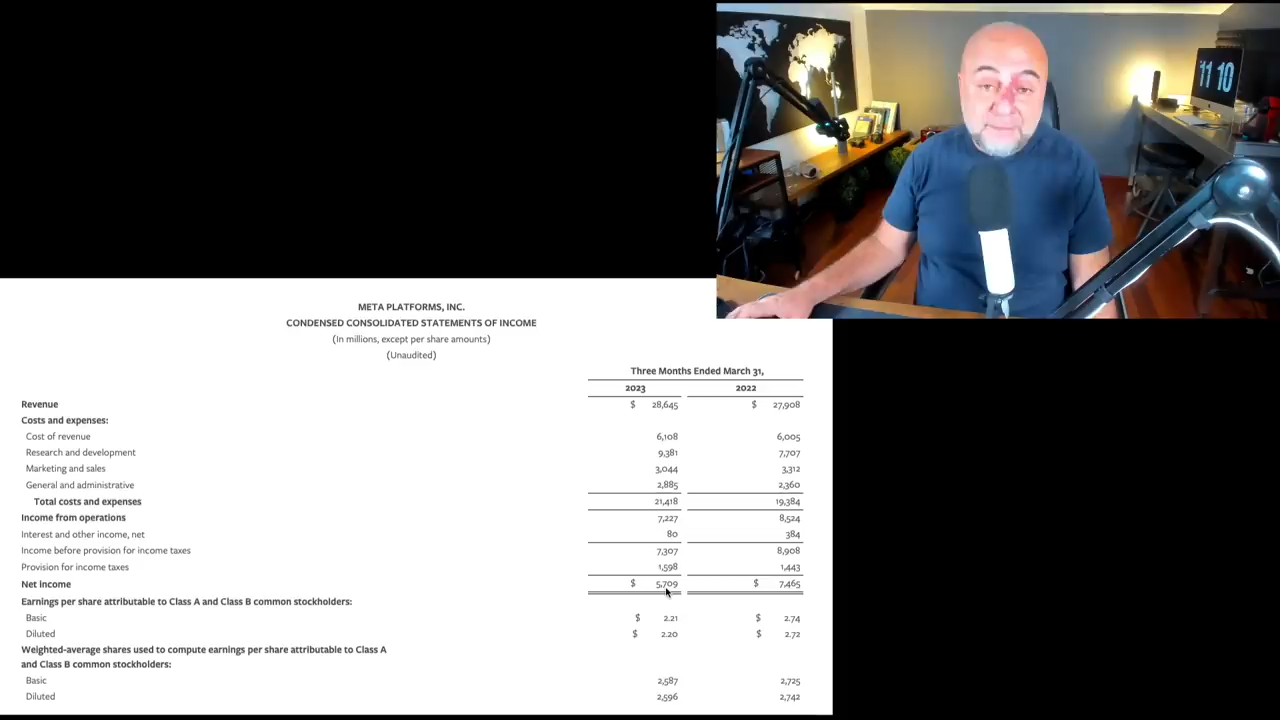 11 10
META PLATFORMS, INC.
CONDENSED CONSOLIDATED STATEMENTS OF INCOME
(In millions, except per share amounts)
(Unaudited)
Three Months Ended March 31,
2023 2022
Revenue $ 28,645 $ 27,908
Costs and expenses:
Cost of revenue 6,108 6,005
Research and development 9,381 7,707
Marketing and sales 3,044 3,312
General and administrative 2,885 2,360
Total costs and expenses 21,418 19,384
Income from operations 7,227 8,524
Interest and other income, net 80 384
Income before provision for income taxes 7,307 8,908
Provision for income taxes 1,598 1,443
Net income $ 5,709 $ 7,465
Earnings per share attributable to Class A and Class B common stockholders:
Basic $ 2.21 $ 2.74
Diluted $ 2.20 $ 2.72
Weighted-average shares used to compute earnings per share attributable to Class A
and Class B common stockholders:
Basic 2,587 2,725
Diluted 2,596 2,742